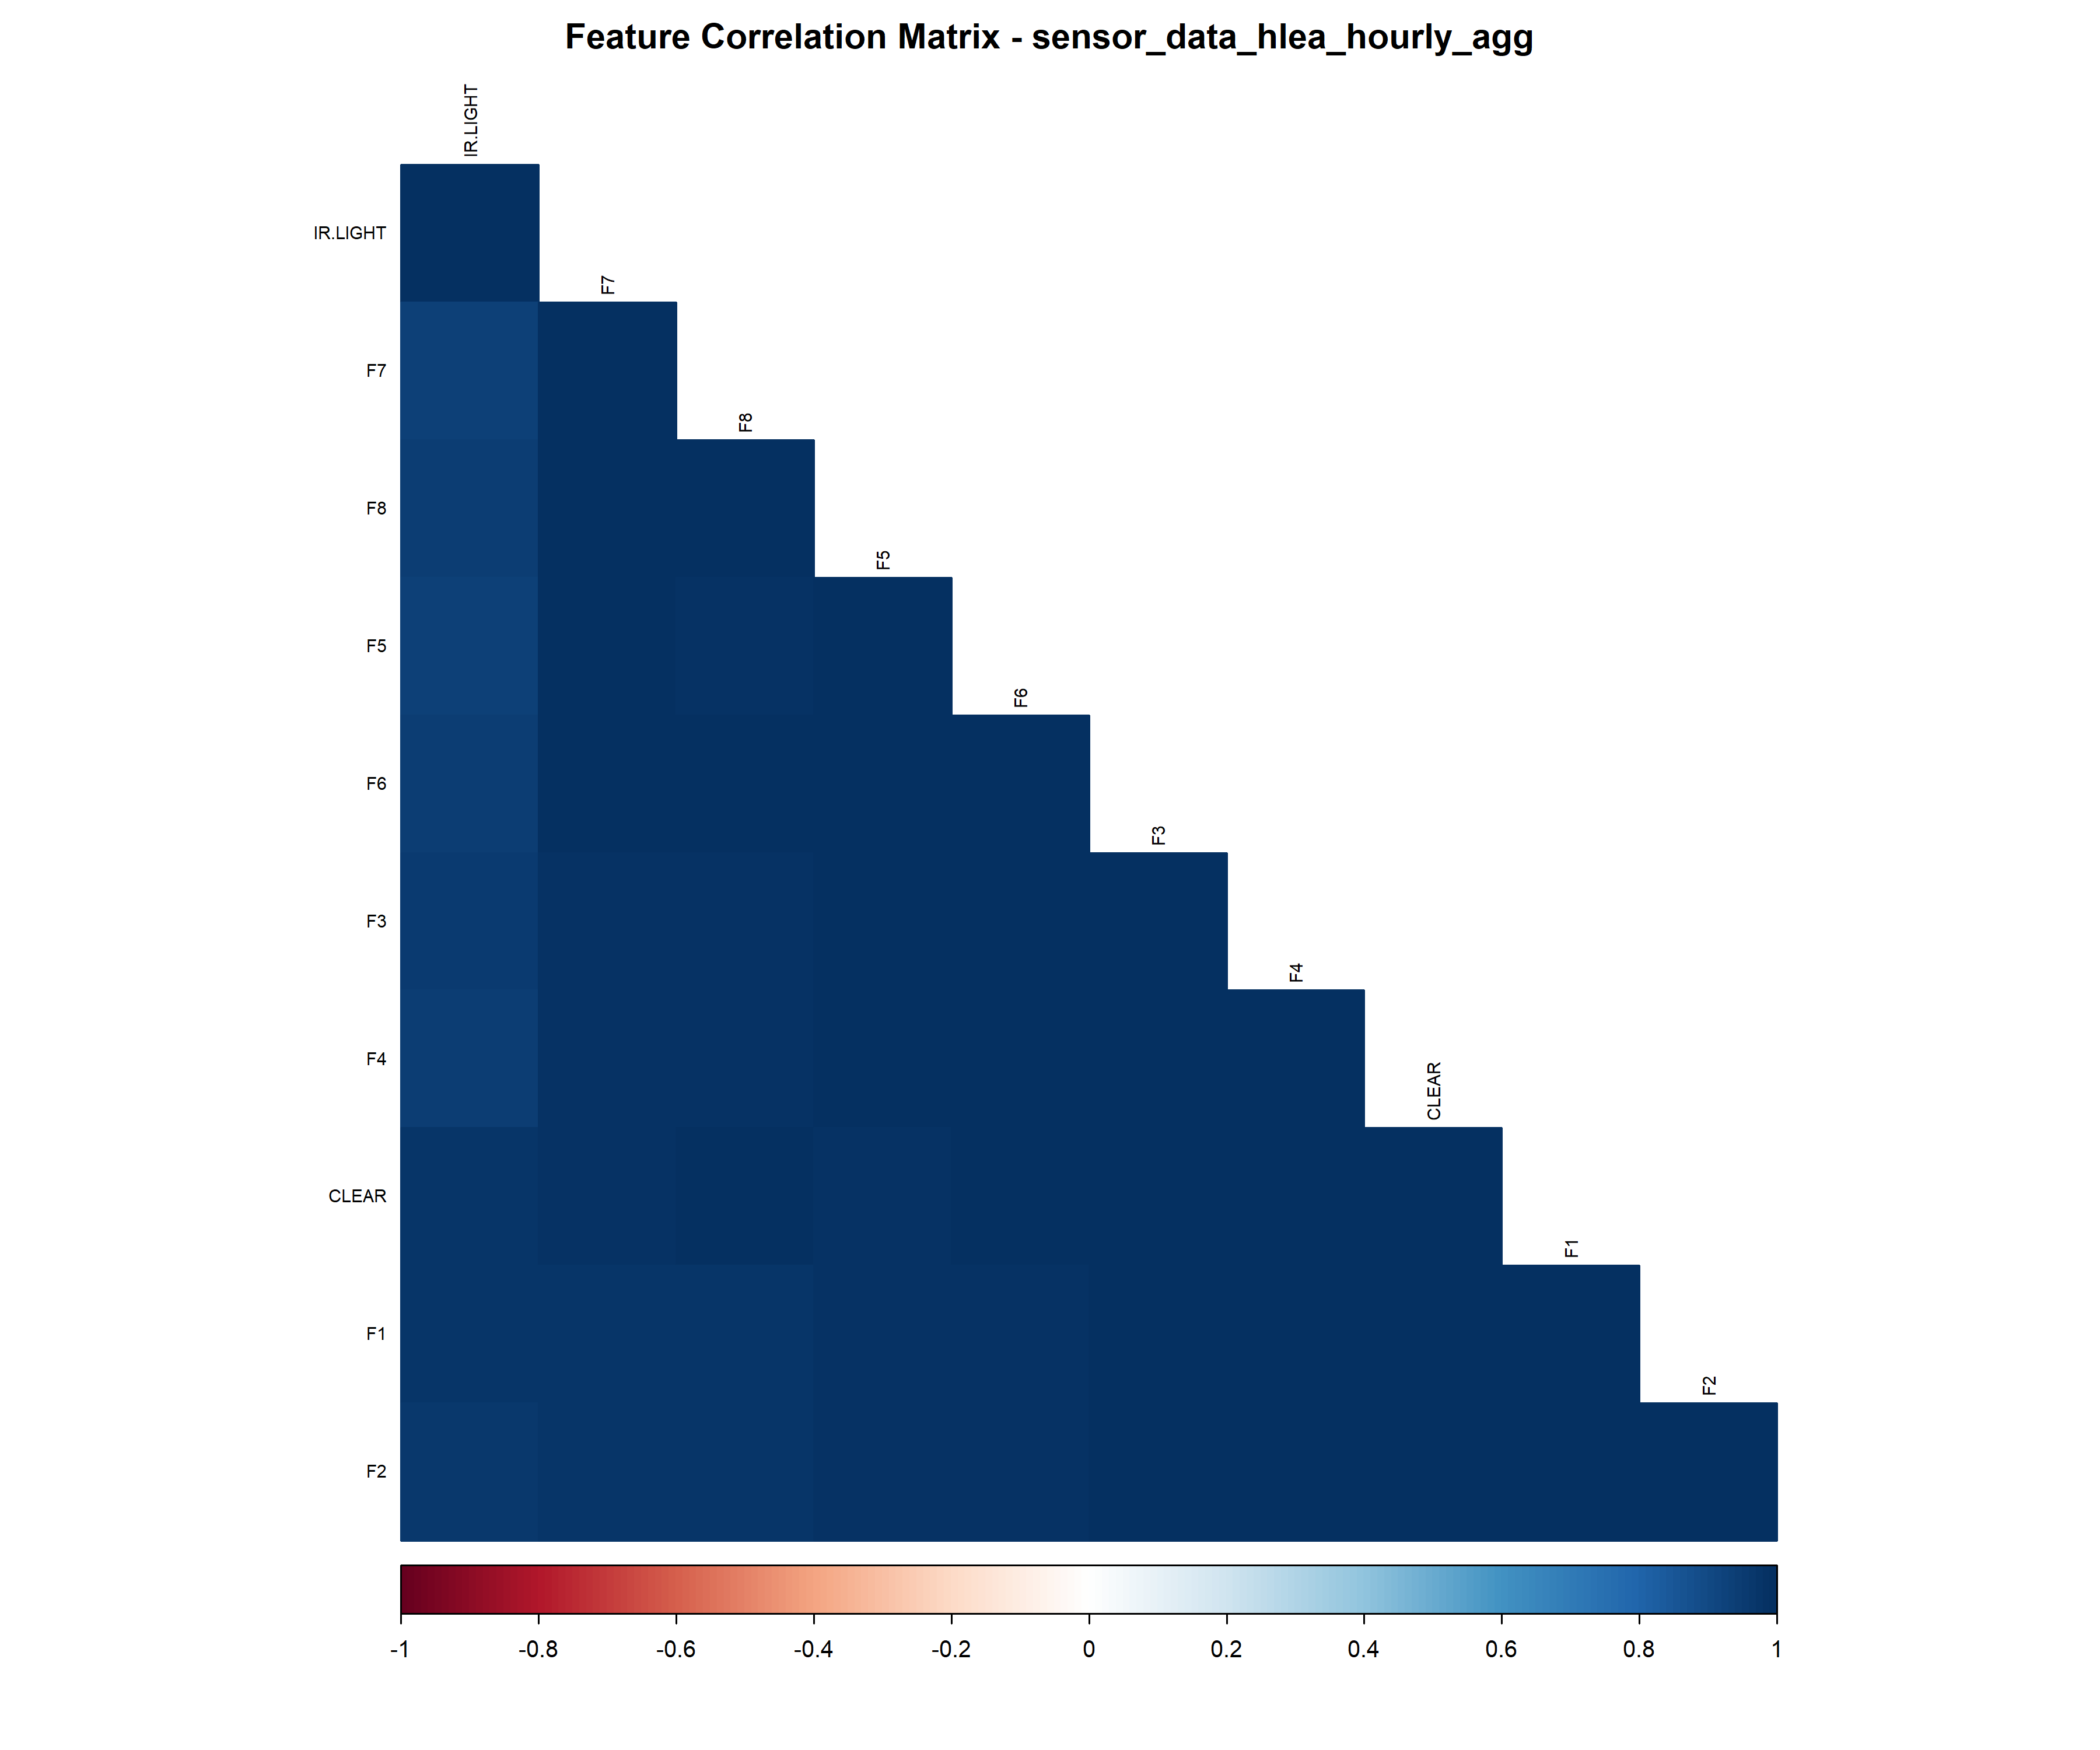 Feature Correlation Matrix - sensor_data_hlea_hourly_agg
IR.LIGHT
IR.LIGHT
F7
F7
F8
F8
F5
F5
F6
F6
F3
F3
F4
F4
CLEAR
CLEAR
F1
F1
F2
F2
-1 -0.8 -0.6 -0.4 -0.2 0 0.2 0.4 0.6 0.8 1